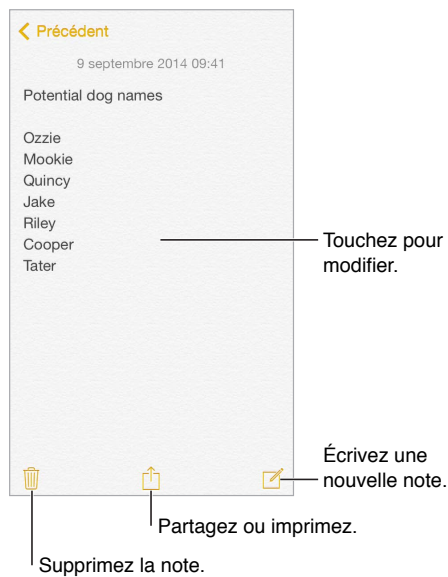 Précédent
9 septembre 2014 09:41
Potential dog names
Ozzie
Mookie
Quincy
Jake
Riley
Cooper
Tater
Touchez pour
modifier.
Écrivez une
nouvelle note.
Partagez ou imprimez.
Supprimez la note.